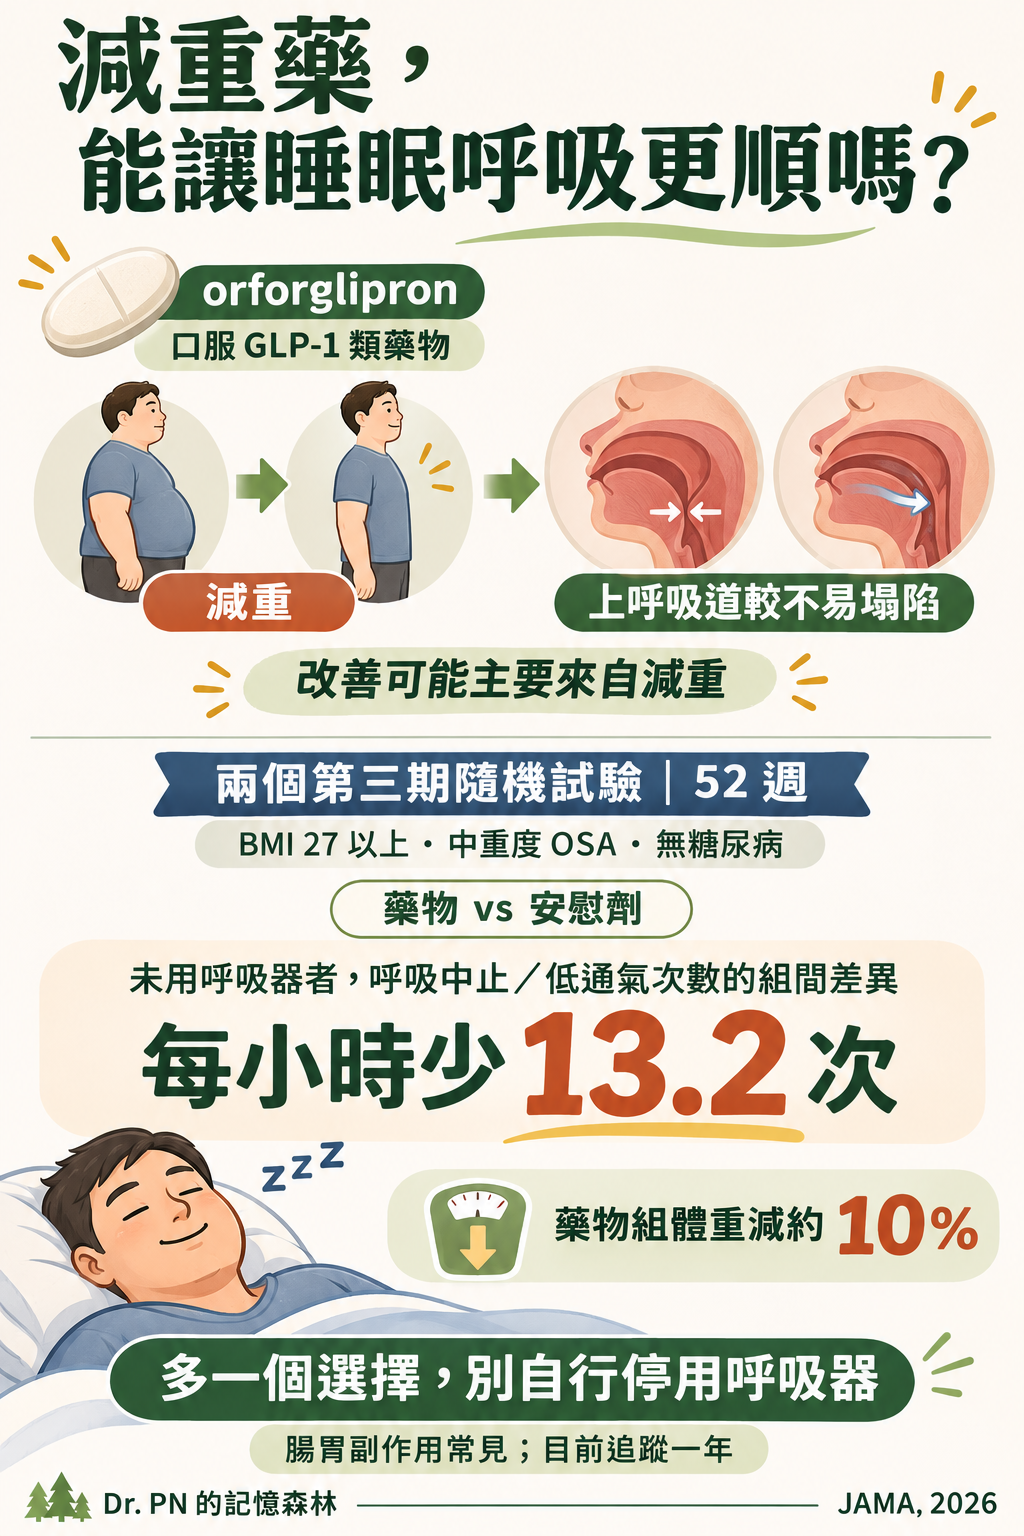 減重藥，
能讓睡眠呼吸更順嗎？
orforglipron
口服 GLP-1 類藥物
減重
上呼吸道較不易塌陷
改善可能主要來自減重
兩個第三期隨機試驗｜52 週
BMI 27 以上・中重度 OSA・無糖尿病
藥物 vs 安慰劑
未用呼吸器者，呼吸中止／低通氣次數的組間差異
每小時少 13.2 次
zzz
藥物組體重減約 10%
多一個選擇，別自行停用呼吸器
腸胃副作用常見；目前追蹤一年
Dr. PN 的記憶森林
JAMA, 2026